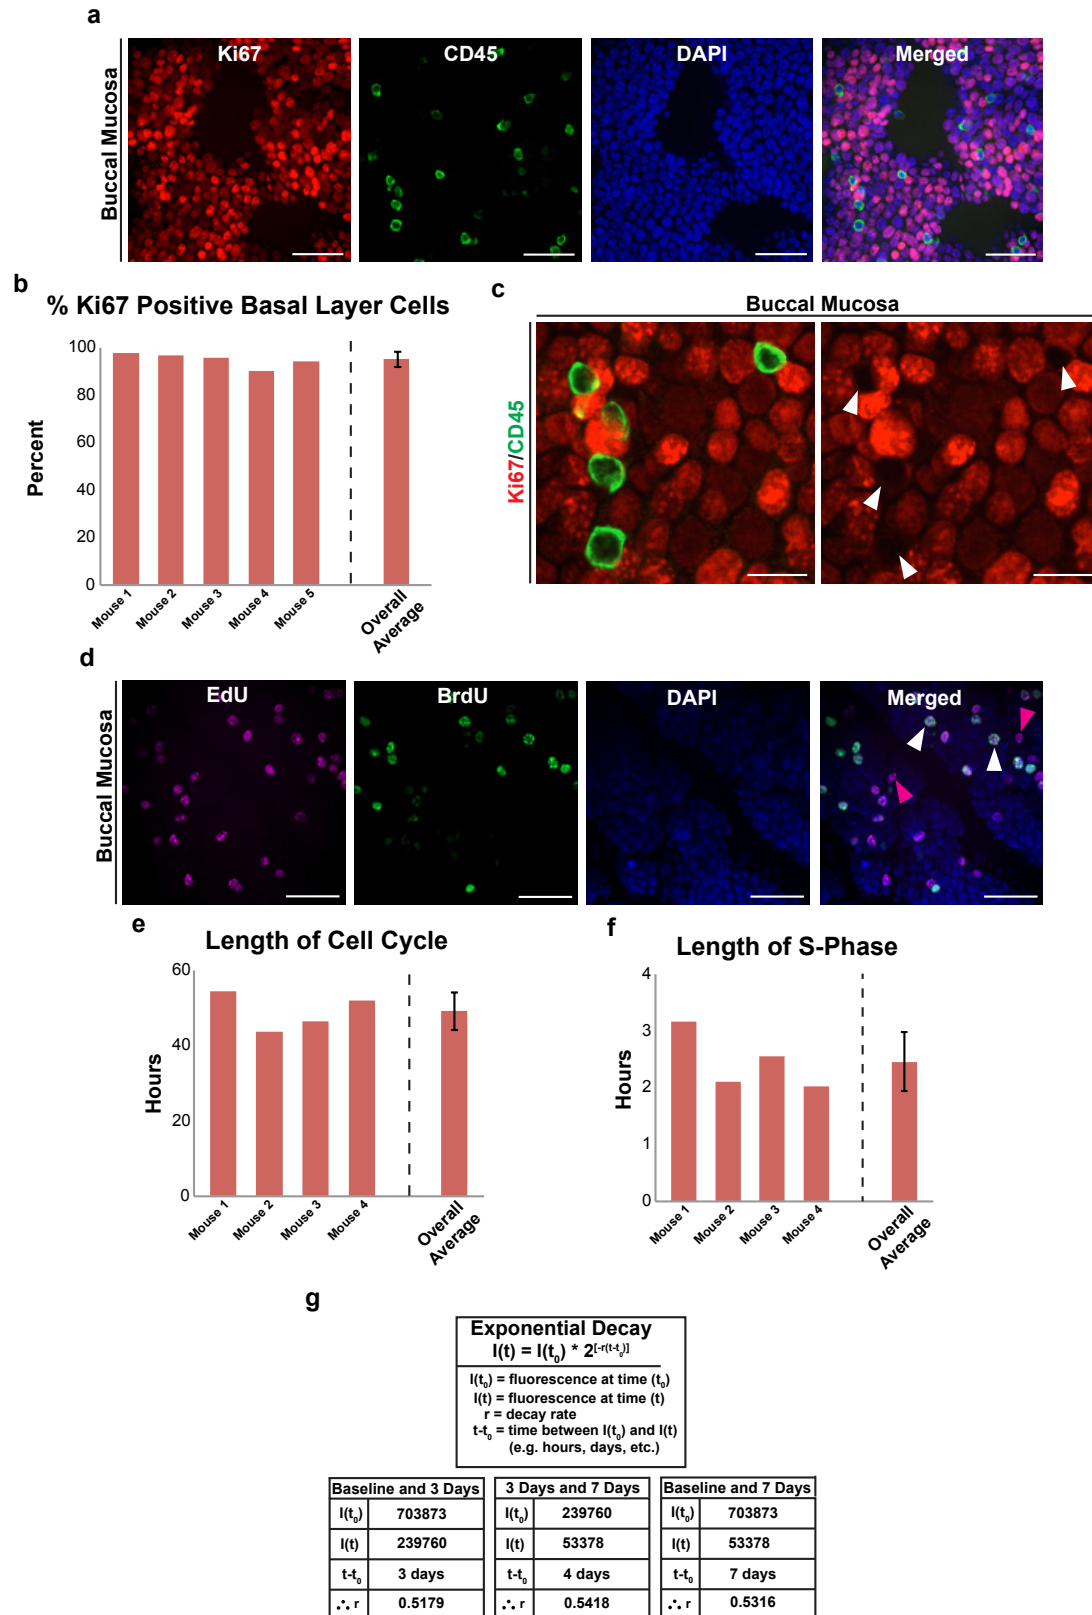 a
Buccal Mucosa
Ki67
CD45
DAPI
Merged
b
% Ki67 Positive Basal Layer Cells
Percent
100
80
60
40
20
0
Mouse 1
Mouse 2
Mouse 3
Mouse 4
Mouse 5
Overall
Average
c
Buccal Mucosa
Ki67/CD45
d
Buccal Mucosa
EdU
BrdU
DAPI
Merged
e
Length of Cell Cycle
Hours
60
40
20
0
Mouse 1
Mouse 2
Mouse 3
Mouse 4
Overall
Average
f
Length of S-Phase
Hours
4
3
2
1
0
Mouse 1
Mouse 2
Mouse 3
Mouse 4
Overall
Average
g
Exponential Decay
I(t) = I(t₀) * 2^[-r(t-t₀)]
I(t₀) = fluorescence at time (t₀)
I(t) = fluorescence at time (t)
r = decay rate
t-t₀ = time between I(t₀) and I(t)
(e.g. hours, days, etc.)
Baseline and 3 Days
I(t₀) 703873
I(t) 239760
t-t₀ 3 days
∴ r 0.5179
3 Days and 7 Days
I(t₀) 239760
I(t) 53378
t-t₀ 4 days
∴ r 0.5418
Baseline and 7 Days
I(t₀) 703873
I(t) 53378
t-t₀ 7 days
∴ r 0.5316